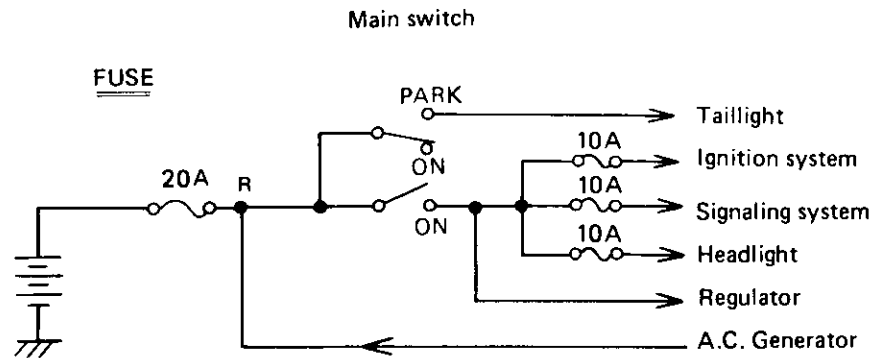 Main switch
FUSE
PARK
Taillight
10A
Ignition system
ON
20A
R
10A
Signaling system
ON
10A
Headlight
Regulator
A.C. Generator